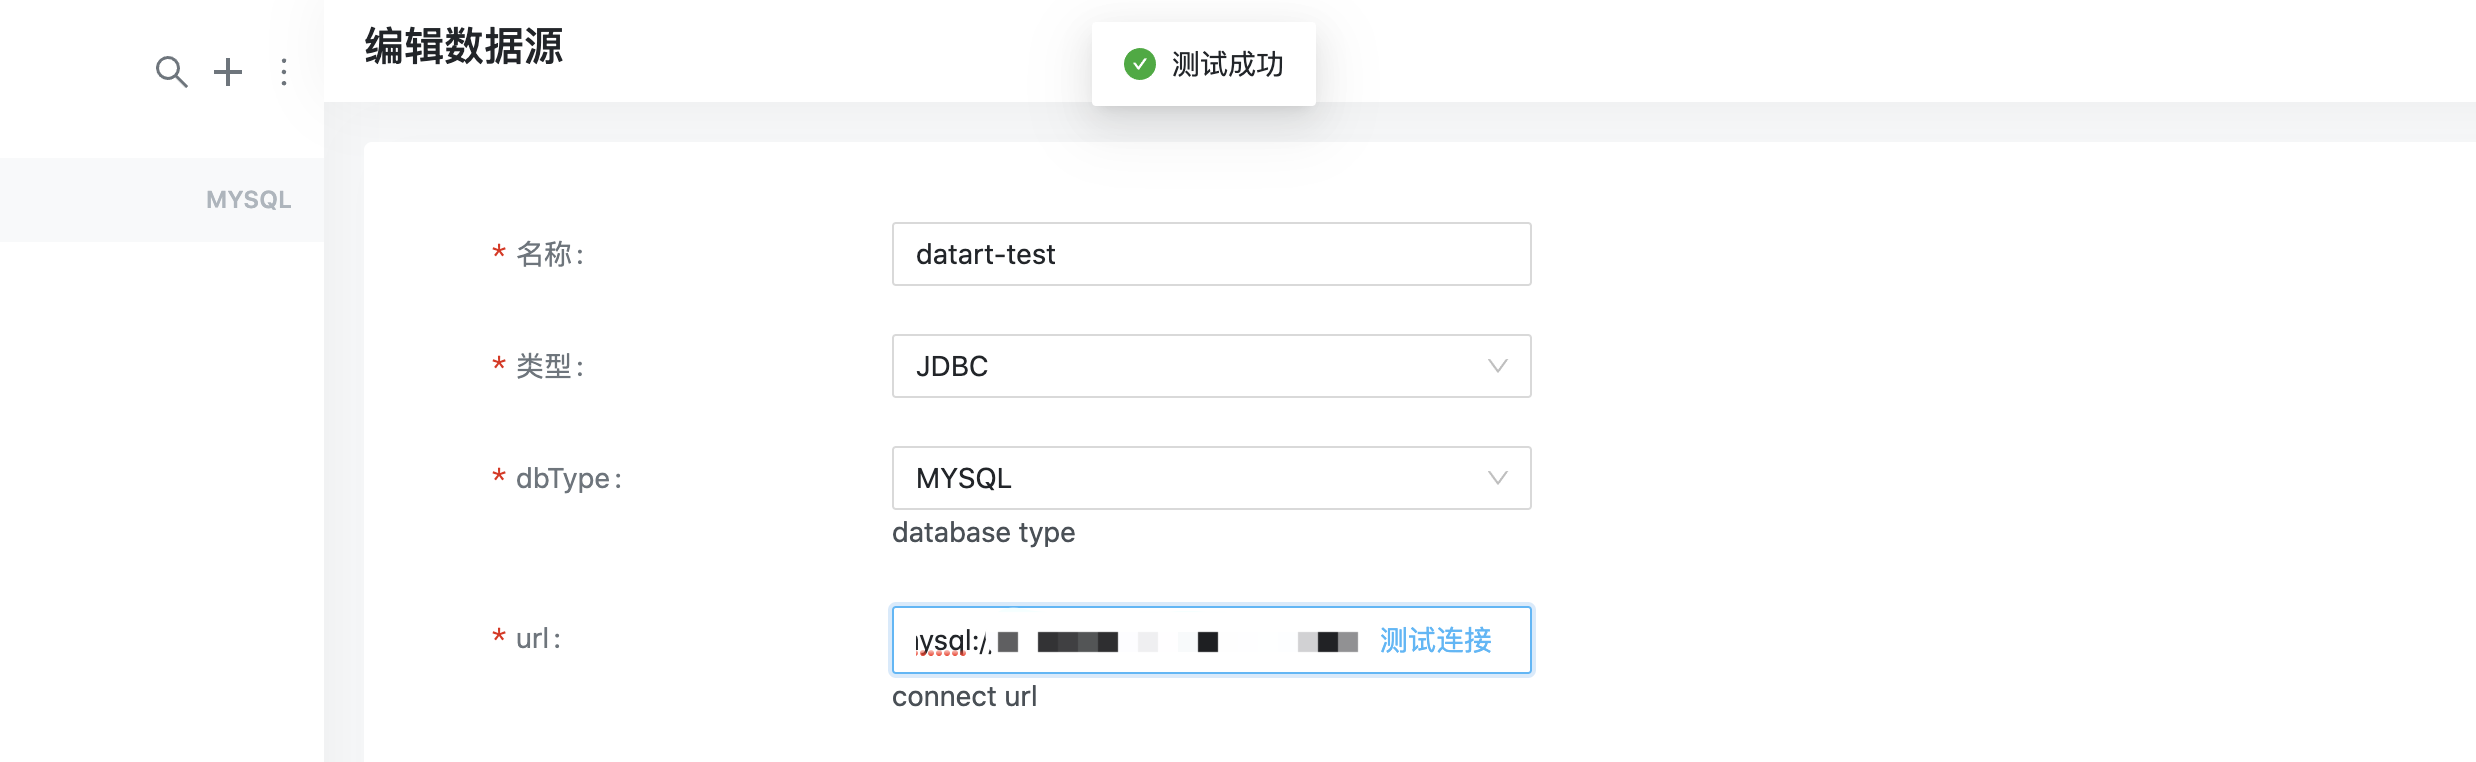 编辑数据源
测试成功
MYSQL
* 名称:
datart-test
* 类型:
JDBC
* dbType:
MYSQL
database type
* url:
ysql:/ 测试连接
connect url